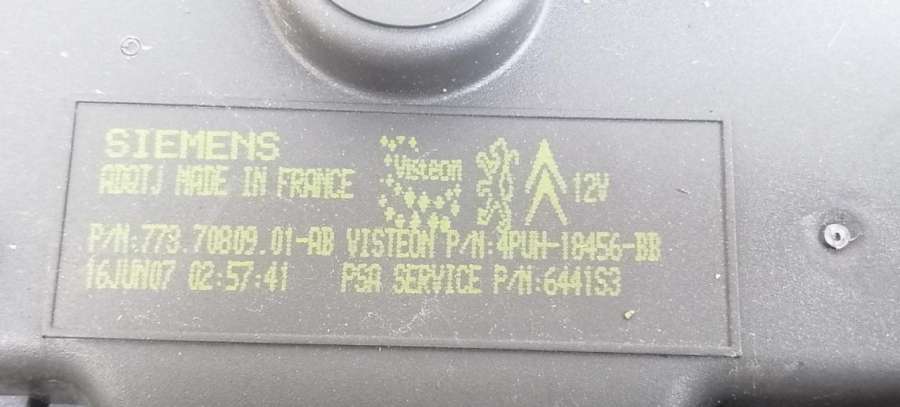 SIEMENS
ADQTJ MADE IN FRANCE
Visteon
12V
P/N:773.70809.01-AB VISTEON P/N:4PUH-18456-BB
16JUN07 02:57:41 PSA SERVICE P/N:6441S3